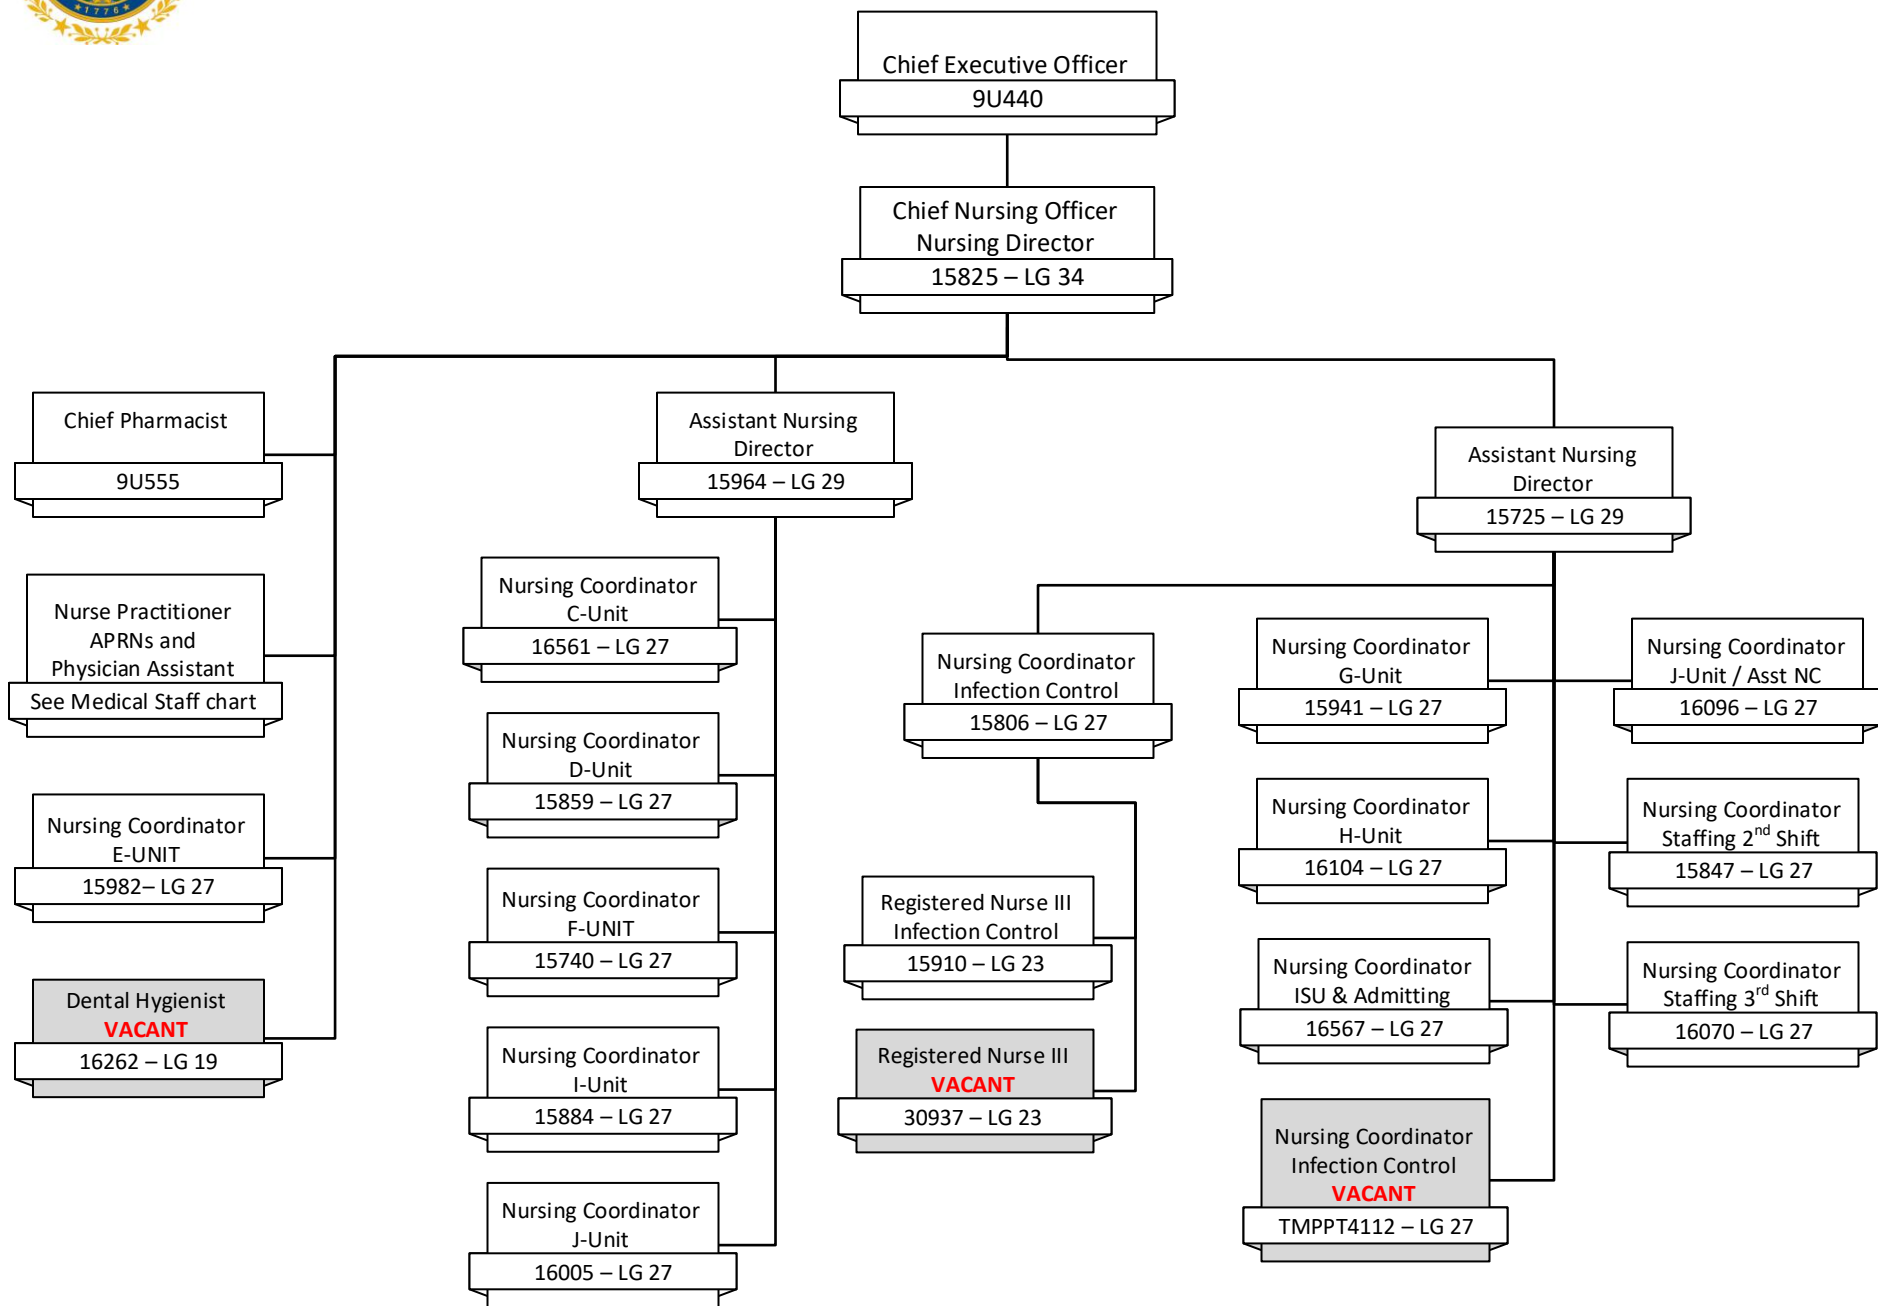 ★1776★
Chief Executive Officer
9U440
Chief Nursing Officer
Nursing Director
15825 – LG 34
Chief Pharmacist
9U555
Nurse Practitioner
APRNs and
Physician Assistant
See Medical Staff chart
Nursing Coordinator
E-UNIT
15982– LG 27
Dental Hygienist
VACANT
16262 – LG 19
Assistant Nursing
Director
15964 – LG 29
Nursing Coordinator
C-Unit
16561 – LG 27
Nursing Coordinator
D-Unit
15859 – LG 27
Nursing Coordinator
F-UNIT
15740 – LG 27
Nursing Coordinator
I-Unit
15884 – LG 27
Nursing Coordinator
J-Unit
16005 – LG 27
Assistant Nursing
Director
15725 – LG 29
Nursing Coordinator
Infection Control
15806 – LG 27
Registered Nurse III
Infection Control
15910 – LG 23
Registered Nurse III
VACANT
30937 – LG 23
Nursing Coordinator
G-Unit
15941 – LG 27
Nursing Coordinator
H-Unit
16104 – LG 27
Nursing Coordinator
ISU & Admitting
16567 – LG 27
Nursing Coordinator
Infection Control
VACANT
TMPPT4112 – LG 27
Nursing Coordinator
J-Unit / Asst NC
16096 – LG 27
Nursing Coordinator
Staffing 2nd Shift
15847 – LG 27
Nursing Coordinator
Staffing 3rd Shift
16070 – LG 27